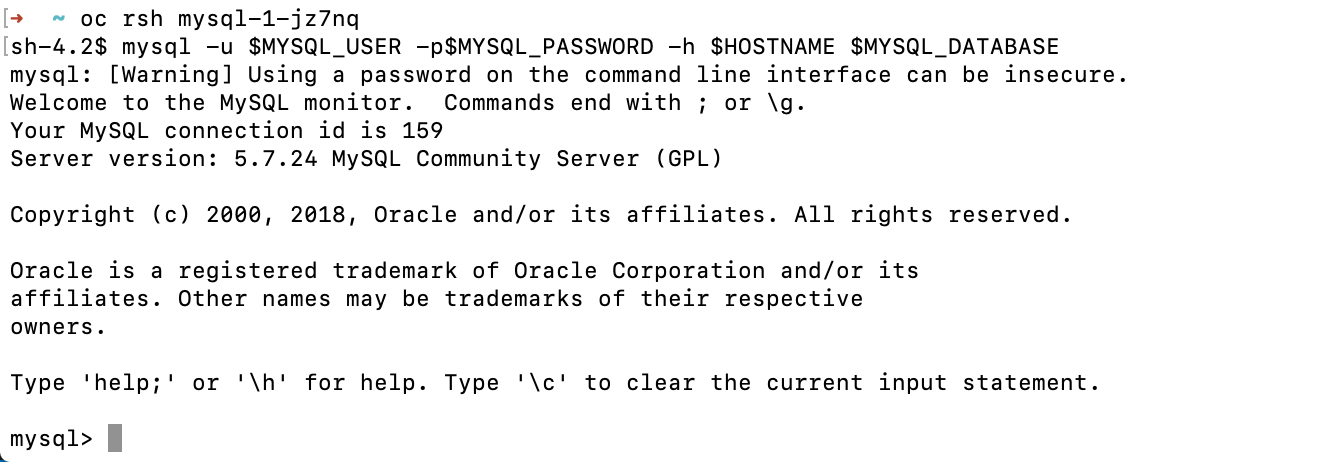 [➜  ~ oc rsh mysql-1-jz7nq
[sh-4.2$ mysql -u $MYSQL_USER -p$MYSQL_PASSWORD -h $HOSTNAME $MYSQL_DATABASE
mysql: [Warning] Using a password on the command line interface can be insecure.
Welcome to the MySQL monitor.  Commands end with ; or \g.
Your MySQL connection id is 159
Server version: 5.7.24 MySQL Community Server (GPL)
Copyright (c) 2000, 2018, Oracle and/or its affiliates. All rights reserved.
Oracle is a registered trademark of Oracle Corporation and/or its
affiliates. Other names may be trademarks of their respective
owners.
Type 'help;' or '\h' for help. Type '\c' to clear the current input statement.
mysql>